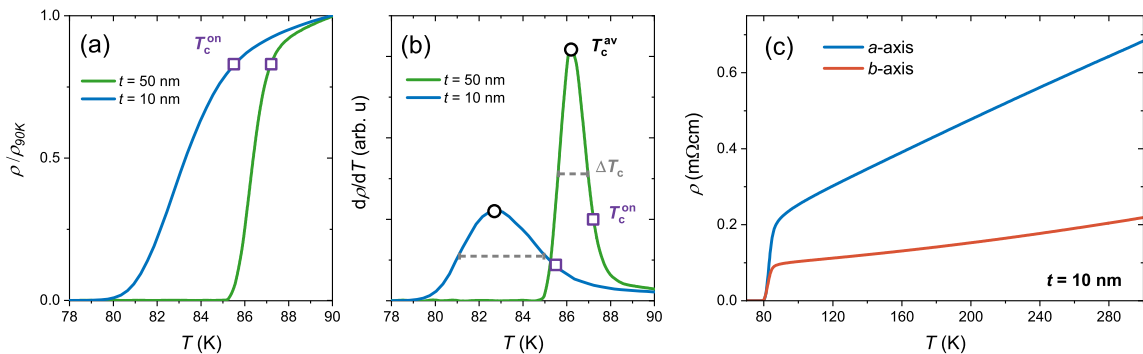 (a)
T_c^on
t = 50 nm
t = 10 nm
ρ/ρ_90K
1.0
0.5
0.0
78 80 82 84 86 88 90
T (K)
(b)
T_c^av
t = 50 nm
t = 10 nm
ΔT_c
T_c^on
dρ/dT (arb. u)
78 80 82 84 86 88 90
T (K)
(c)
a-axis
b-axis
ρ (mΩcm)
0.6
0.4
0.2
0.0
t = 10 nm
80 120 160 200 240 280
T (K)